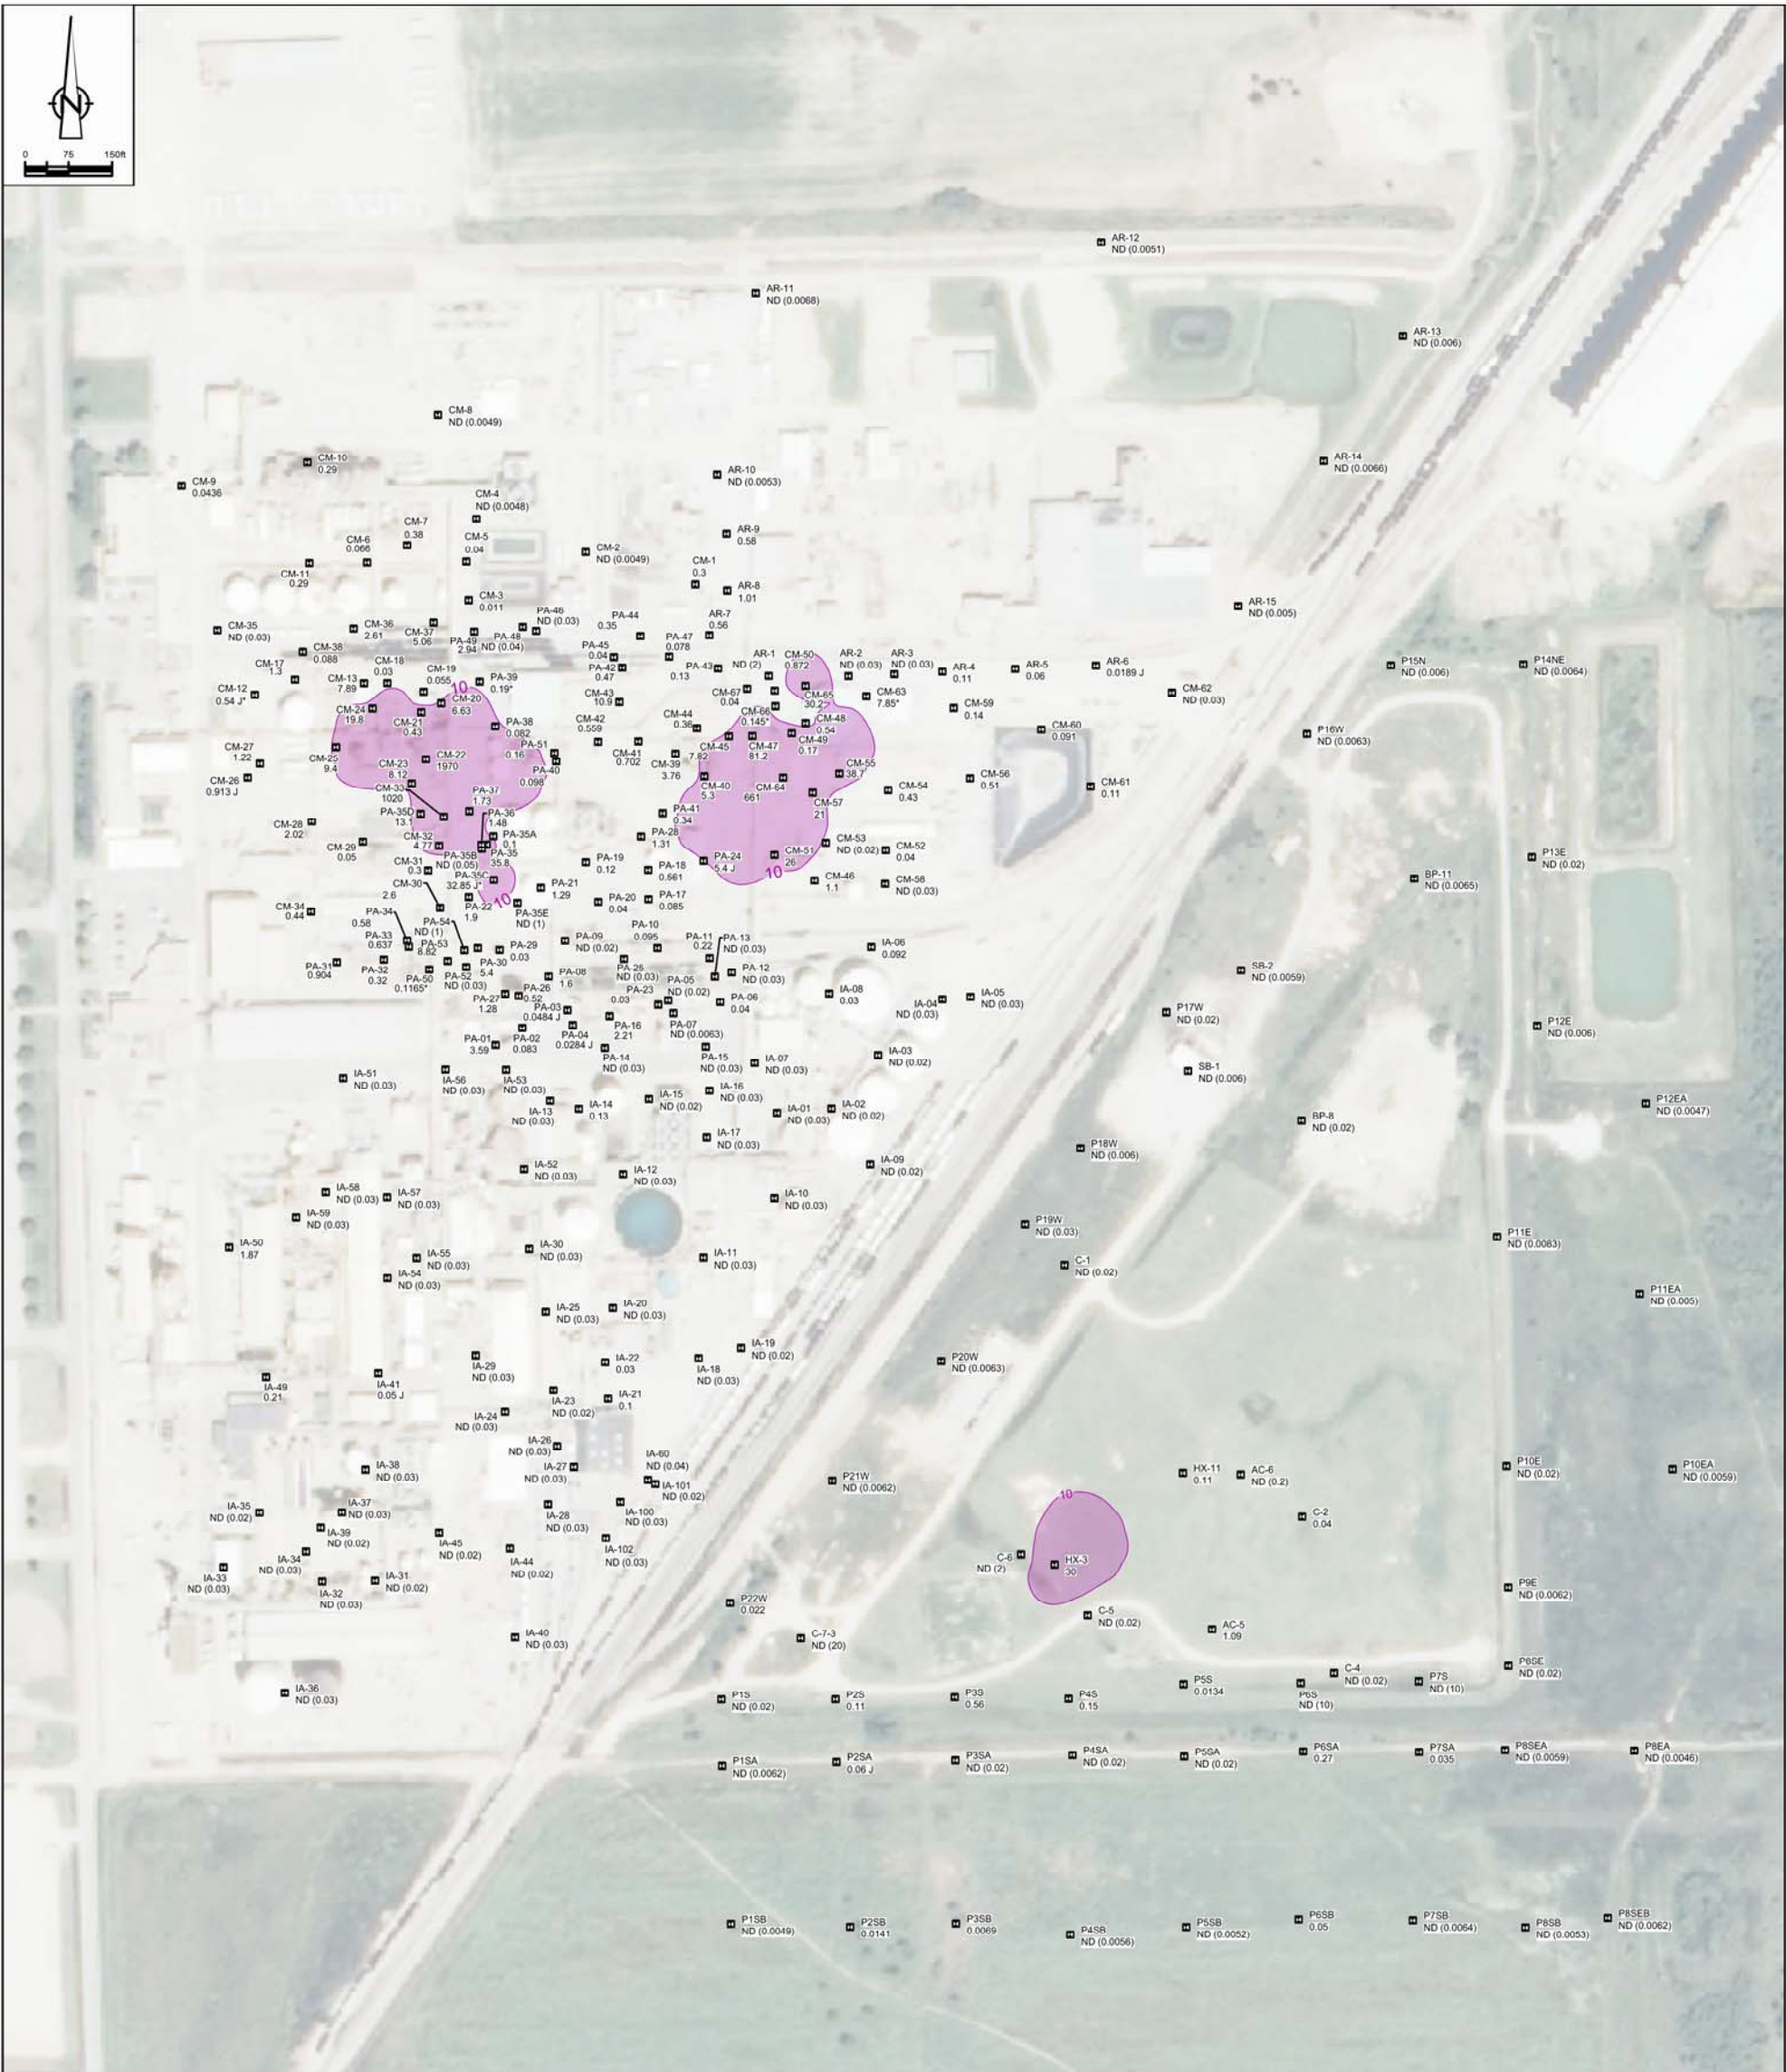 N
0 75 150ft
AR-12
ND (0.0051)
AR-11
ND (0.0068)
AR-13
ND (0.006)
CM-8
ND (0.0049)
CM-10
0.29
AR-14
ND (0.0066)
AR-10
ND (0.0053)
CM-9
0.0436
CM-4
ND (0.0048)
CM-7
0.38
AR-9
0.58
CM-6
0.066
CM-5
0.04
CM-2
ND (0.0049)
CM-1
0.3
CM-11
0.29
AR-8
1.01
CM-3
0.011
AR-15
ND (0.005)
PA-46
ND (0.03)
PA-44
0.35
AR-7
0.56
CM-35
ND (0.03)
CM-36
2.61
CM-37
5.06
PA-49
2.94
PA-48
ND (0.04)
PA-47
0.078
CM-38
0.088
PA-45
0.04
PA-42
0.47
PA-43
0.13
AR-1
ND (2)
CM-50
0.872
AR-2
ND (0.03)
AR-3
ND (0.03)
AR-4
0.11
AR-5
0.06
AR-6
0.0189 J
P15N
ND (0.006)
P14NE
ND (0.0064)
CM-17
1.3
CM-18
0.03
CM-13
7.89
CM-19
0.055
PA-39
0.19*
10
CM-12
0.54 J*
CM-43
10.9
CM-67
0.04
CM-65
30.2*
CM-63
7.85*
CM-62
ND (0.03)
CM-20
6.63
CM-24
19.8
CM-59
0.14
CM-21
0.43
CM-66
0.145*
CM-48
0.54
PA-38
0.082
CM-42
0.559
CM-44
0.36
CM-49
0.17
CM-60
0.091
P16W
ND (0.0063)
CM-27
1.22
CM-25
9.4
CM-22
1970
PA-51
0.16
CM-41
0.702
CM-45
7.82
CM-47
81.2
CM-23
8.12
PA-40
0.098
CM-39
3.76
CM-55
38.7
CM-26
0.913 J
CM-40
5.3
CM-64
661
CM-54
0.43
CM-56
0.51
CM-61
0.11
CM-33
1020
PA-37
1.73
CM-57
21
PA-35D
13.1
PA-36
1.48
PA-41
0.34
CM-28
2.02
CM-32
4.77
PA-35A
0.1
PA-28
1.31
CM-29
0.05
PA-35B
ND (0.05)
PA-35
35.8
CM-53
ND (0.02)
CM-52
0.04
P13E
ND (0.02)
PA-24
5.4 J
CM-51
26
CM-31
0.3
PA-19
0.12
PA-18
0.561
10
PA-35C
32.85 J*
CM-46
1.1
CM-58
ND (0.03)
BP-11
ND (0.0065)
CM-30
2.6
PA-21
1.29
PA-17
0.085
PA-22
1.9
10
PA-35E
ND (1)
PA-20
0.04
CM-34
0.44
PA-34
0.58
PA-54
ND (1)
PA-10
0.095
PA-33
0.637
PA-53
8.82
PA-29
0.03
PA-09
ND (0.02)
PA-11
0.22
PA-13
ND (0.03)
IA-06
0.092
PA-31
0.904
PA-32
0.32
PA-50
0.1165*
PA-52
ND (0.03)
PA-30
5.4
PA-25
ND (0.03)
PA-12
ND (0.03)
SB-2
ND (0.0059)
PA-08
1.6
PA-05
ND (0.02)
PA-27
1.28
PA-26
0.52
PA-23
0.03
PA-06
0.04
IA-08
0.03
IA-04
ND (0.03)
IA-05
ND (0.03)
PA-03
0.0484 J
PA-07
ND (0.0063)
P17W
ND (0.02)
PA-04
0.0284 J
PA-16
2.21
P12E
ND (0.006)
PA-01
3.59
PA-02
0.083
PA-14
ND (0.03)
PA-15
ND (0.03)
IA-07
ND (0.03)
IA-03
ND (0.02)
SB-1
ND (0.006)
IA-51
ND (0.03)
IA-56
ND (0.03)
IA-53
ND (0.03)
IA-16
ND (0.03)
IA-15
ND (0.02)
P12EA
ND (0.0047)
IA-13
ND (0.03)
IA-14
0.13
IA-01
ND (0.03)
IA-02
ND (0.02)
BP-8
ND (0.02)
IA-17
ND (0.03)
P18W
ND (0.006)
IA-52
ND (0.03)
IA-12
ND (0.03)
IA-09
ND (0.02)
IA-58
ND (0.03)
IA-57
ND (0.03)
IA-10
ND (0.03)
IA-59
ND (0.03)
P19W
ND (0.03)
IA-50
1.87
IA-30
ND (0.03)
P11E
ND (0.0083)
IA-55
ND (0.03)
IA-11
ND (0.03)
C-1
ND (0.02)
IA-54
ND (0.03)
P11EA
ND (0.005)
IA-25
ND (0.03)
IA-20
ND (0.03)
IA-19
ND (0.02)
IA-29
ND (0.03)
IA-22
0.03
IA-18
ND (0.03)
P20W
ND (0.0063)
IA-49
0.21
IA-41
0.05 J
IA-23
ND (0.02)
IA-21
0.1
IA-24
ND (0.03)
IA-26
ND (0.03)
IA-38
ND (0.03)
IA-27
ND (0.03)
IA-60
ND (0.04)
IA-101
ND (0.02)
P21W
ND (0.0062)
HX-11
0.11
AC-6
ND (0.2)
P10E
ND (0.02)
P10EA
ND (0.0059)
10
IA-35
ND (0.02)
IA-37
ND (0.03)
IA-28
ND (0.03)
IA-100
ND (0.03)
C-2
0.04
IA-39
ND (0.02)
IA-45
ND (0.02)
IA-102
ND (0.03)
IA-34
ND (0.03)
IA-44
ND (0.02)
C-6
ND (2)
HX-3
30
IA-33
ND (0.03)
IA-32
ND (0.03)
IA-31
ND (0.02)
P9E
ND (0.0062)
P22W
0.022
C-5
ND (0.02)
AC-5
1.09
IA-40
ND (0.03)
C-7-3
ND (20)
P8SE
ND (0.02)
C-4
ND (0.02)
P7S
ND (10)
P5S
0.0134
P6S
ND (10)
IA-36
ND (0.03)
P1S
ND (0.02)
P2S
0.11
P3S
0.56
P4S
0.15
P1SA
ND (0.0062)
P2SA
0.06 J
P3SA
ND (0.02)
P4SA
ND (0.02)
P5SA
ND (0.02)
P6SA
0.27
P7SA
0.035
P8SEA
ND (0.0059)
P8EA
ND (0.0046)
P1SB
ND (0.0049)
P2SB
0.0141
P3SB
0.0069
P4SB
ND (0.0056)
P5SB
ND (0.0052)
P6SB
0.05
P7SB
ND (0.0064)
P8SB
ND (0.0053)
P8SEB
ND (0.0062)